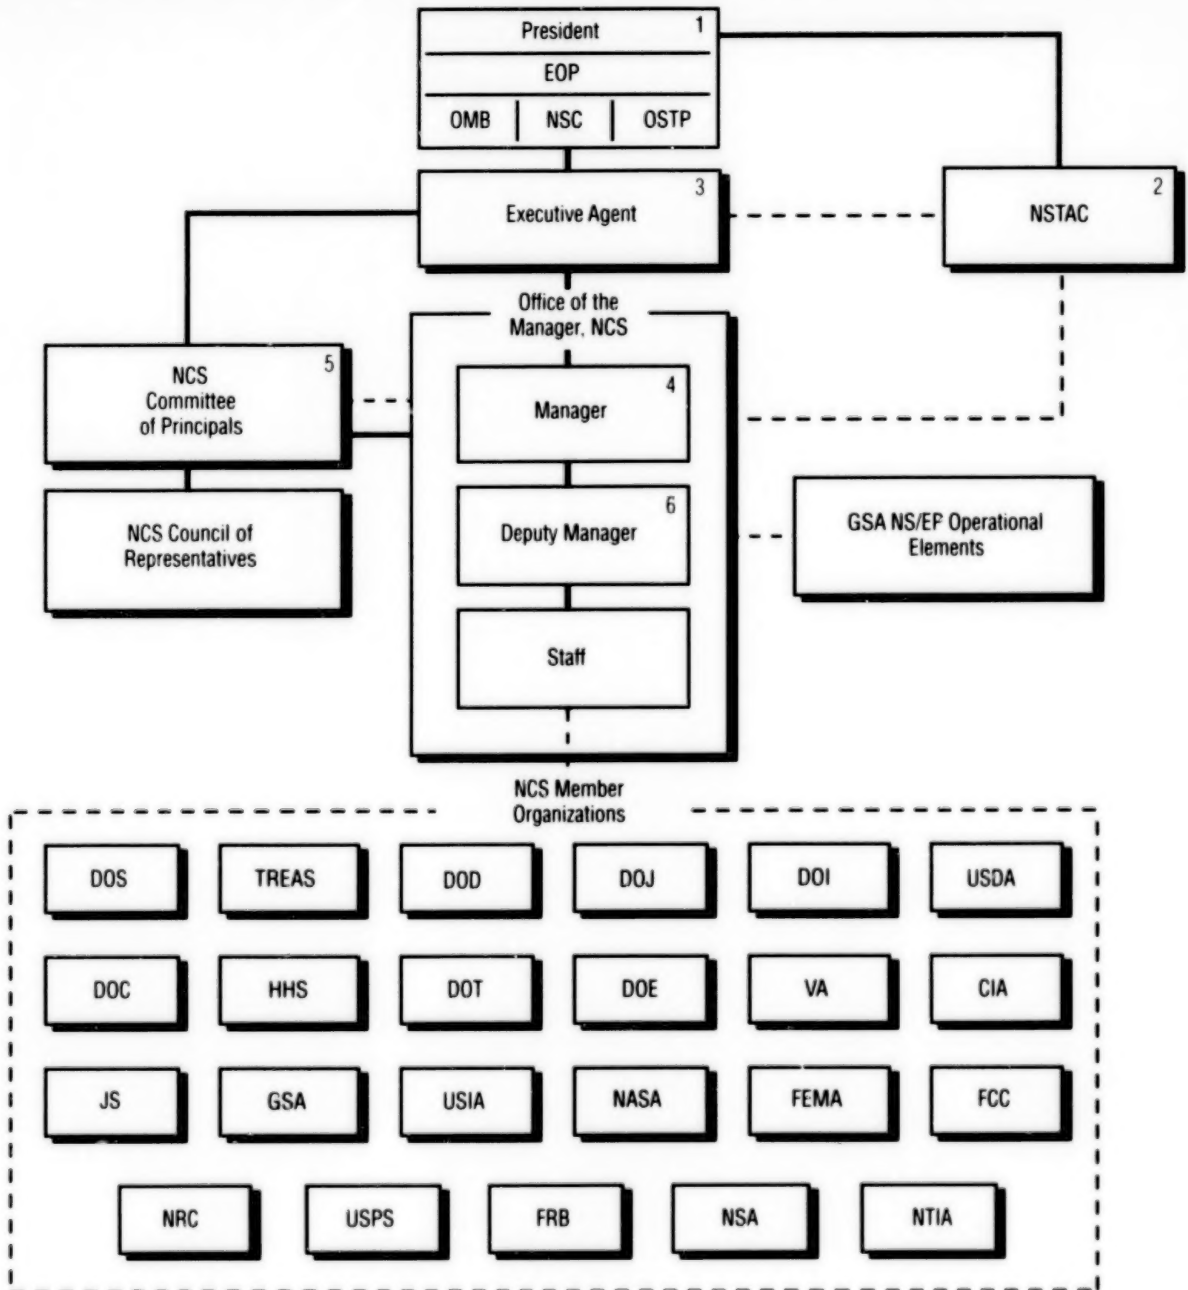 President 1
EOP
OMB NSC OSTP
3
Executive Agent
2
NSTAC
Office of the
Manager, NCS
5
NCS
Committee
of Principals
4
Manager
NCS Council of
Representatives
6
Deputy Manager
GSA NS/EP Operational
Elements
Staff
NCS Member
Organizations
DOS TREAS DOD DOJ DOI USDA
DOC HHS DOT DOE VA CIA
JS GSA USIA NASA FEMA FCC
NRC USPS FRB NSA NTIA